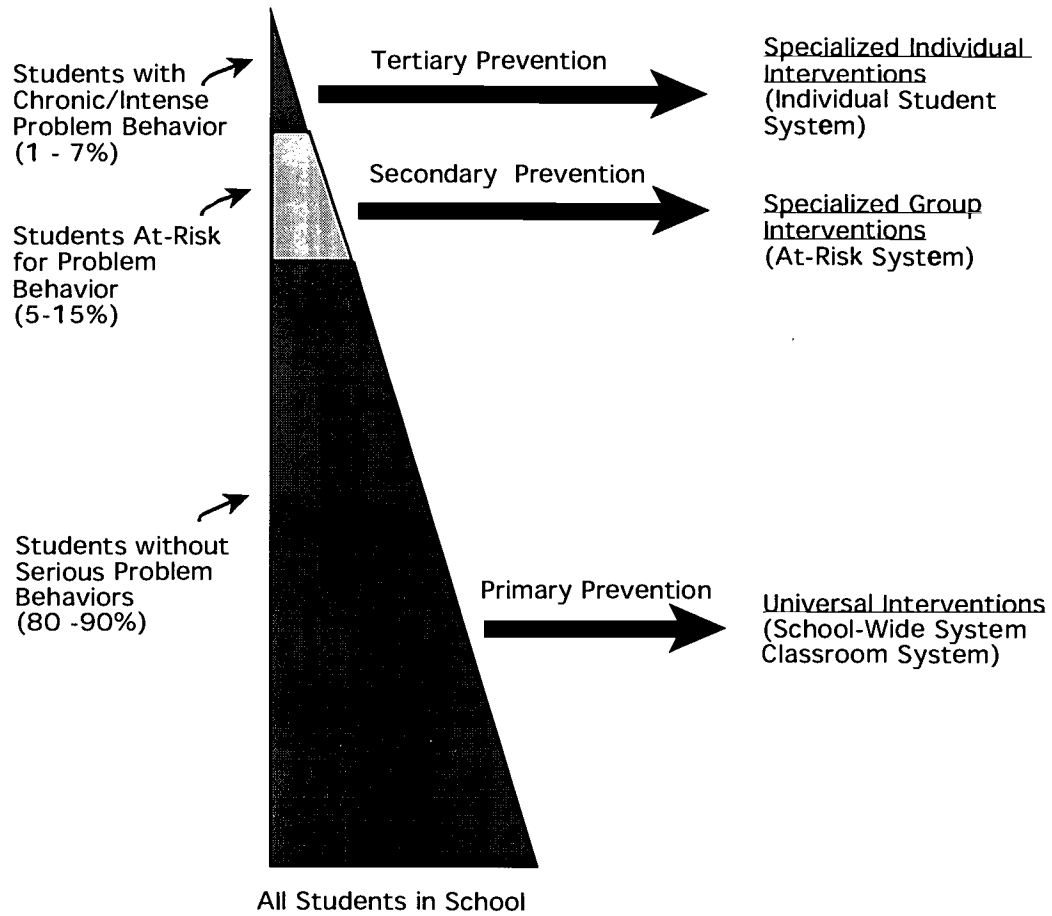 Students with
Chronic/Intense
Problem Behavior
(1 - 7%)
Tertiary Prevention
Specialized Individual
Interventions
(Individual Student
System)
Students At-Risk
for Problem
Behavior
(5-15%)
Secondary Prevention
Specialized Group
Interventions
(At-Risk System)
Students without
Serious Problem
Behaviors
(80 -90%)
Primary Prevention
Universal Interventions
(School-Wide System
Classroom System)
All Students in School